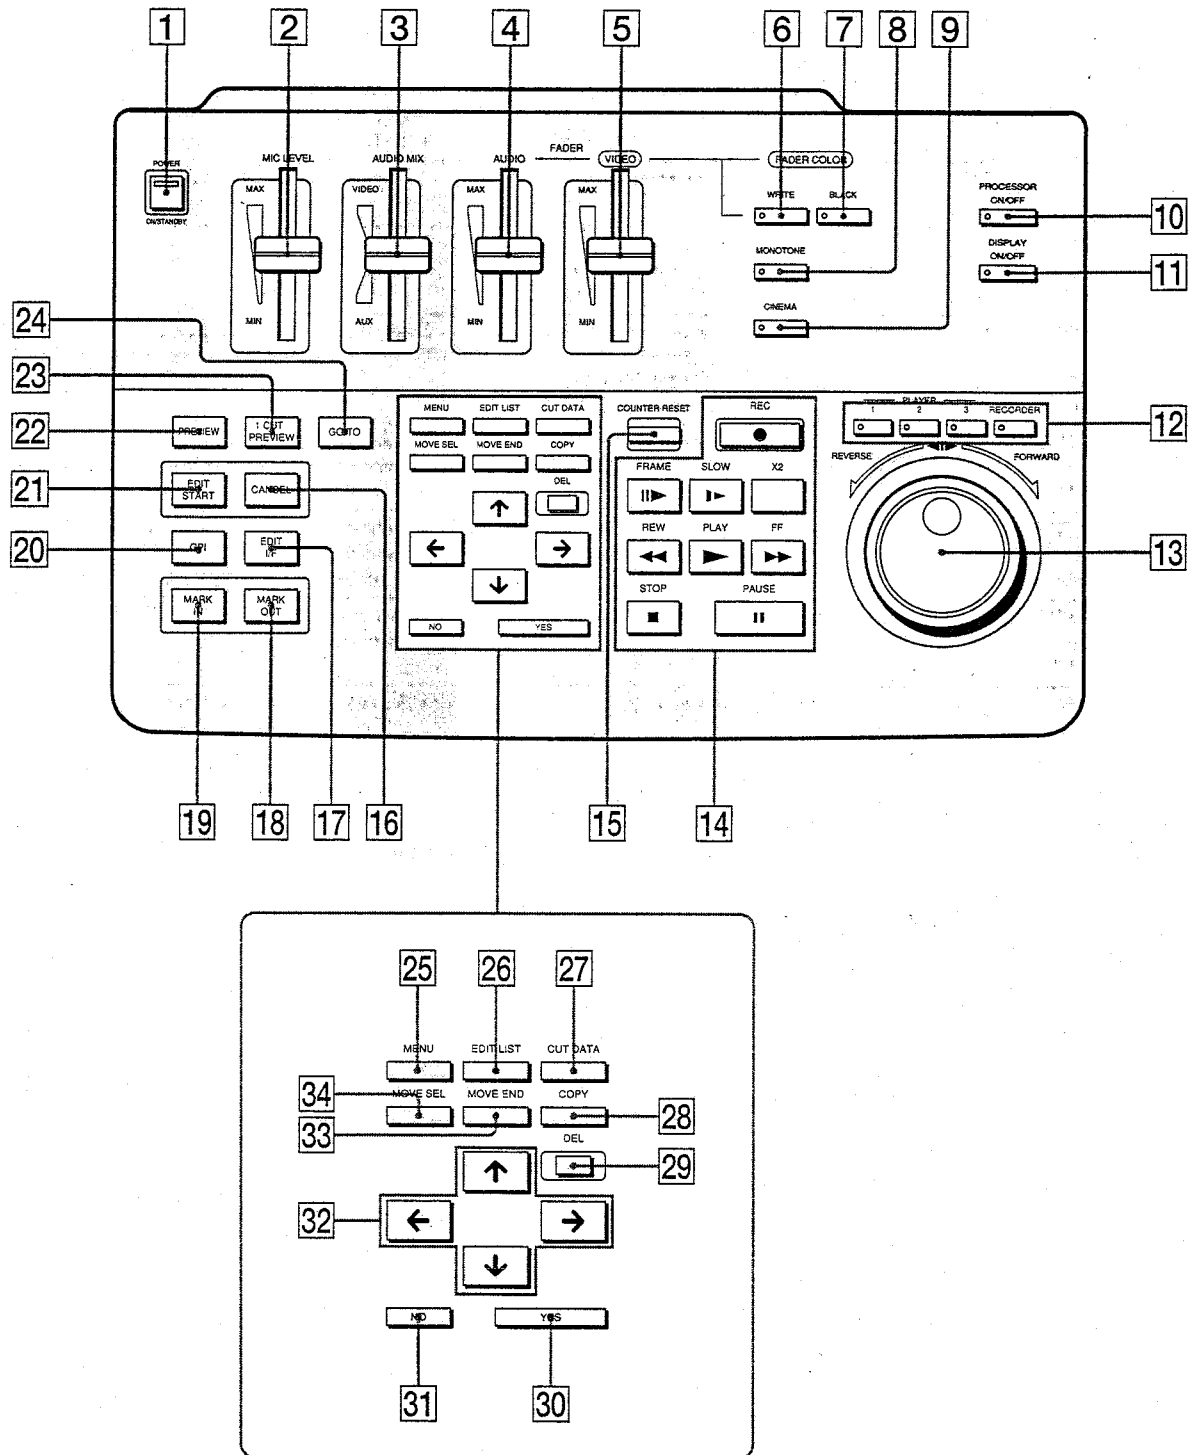 1 2 3 4 5 6 7 8 9
POWER
ON/STANDBY
MIC LEVEL
MAX
MIN
AUDIO MIX
VIDEO
AUX
AUDIO
MAX
MIN
FADER
VIDEO
MAX
MIN
FADER COLOR
WHITE
BLACK
MONOTONE
CINEMA
PROCESSOR
ON/OFF
10
DISPLAY
ON/OFF
11
24
23
22
21
20
PREVIEW
1 CUT
PREVIEW
GO TO
EDIT
START
CANCEL
GPI
EDIT
I/F
MARK
IN
MARK
OUT
MENU
EDIT LIST
CUT DATA
MOVE SEL
MOVE END
COPY
DEL
↑
←
→
↓
NO
YES
COUNTER RESET
REC
FRAME
SLOW
X2
REW
PLAY
FF
STOP
PAUSE
PLAYER
1
2
3
RECORDER
12
REVERSE
FORWARD
13
19 18 17 16 15 14
25 26 27
MENU
EDIT LIST
CUT DATA
34
MOVE SEL
MOVE END
COPY
28
33
DEL
29
↑
32
←
→
↓
NO
YES
31
30